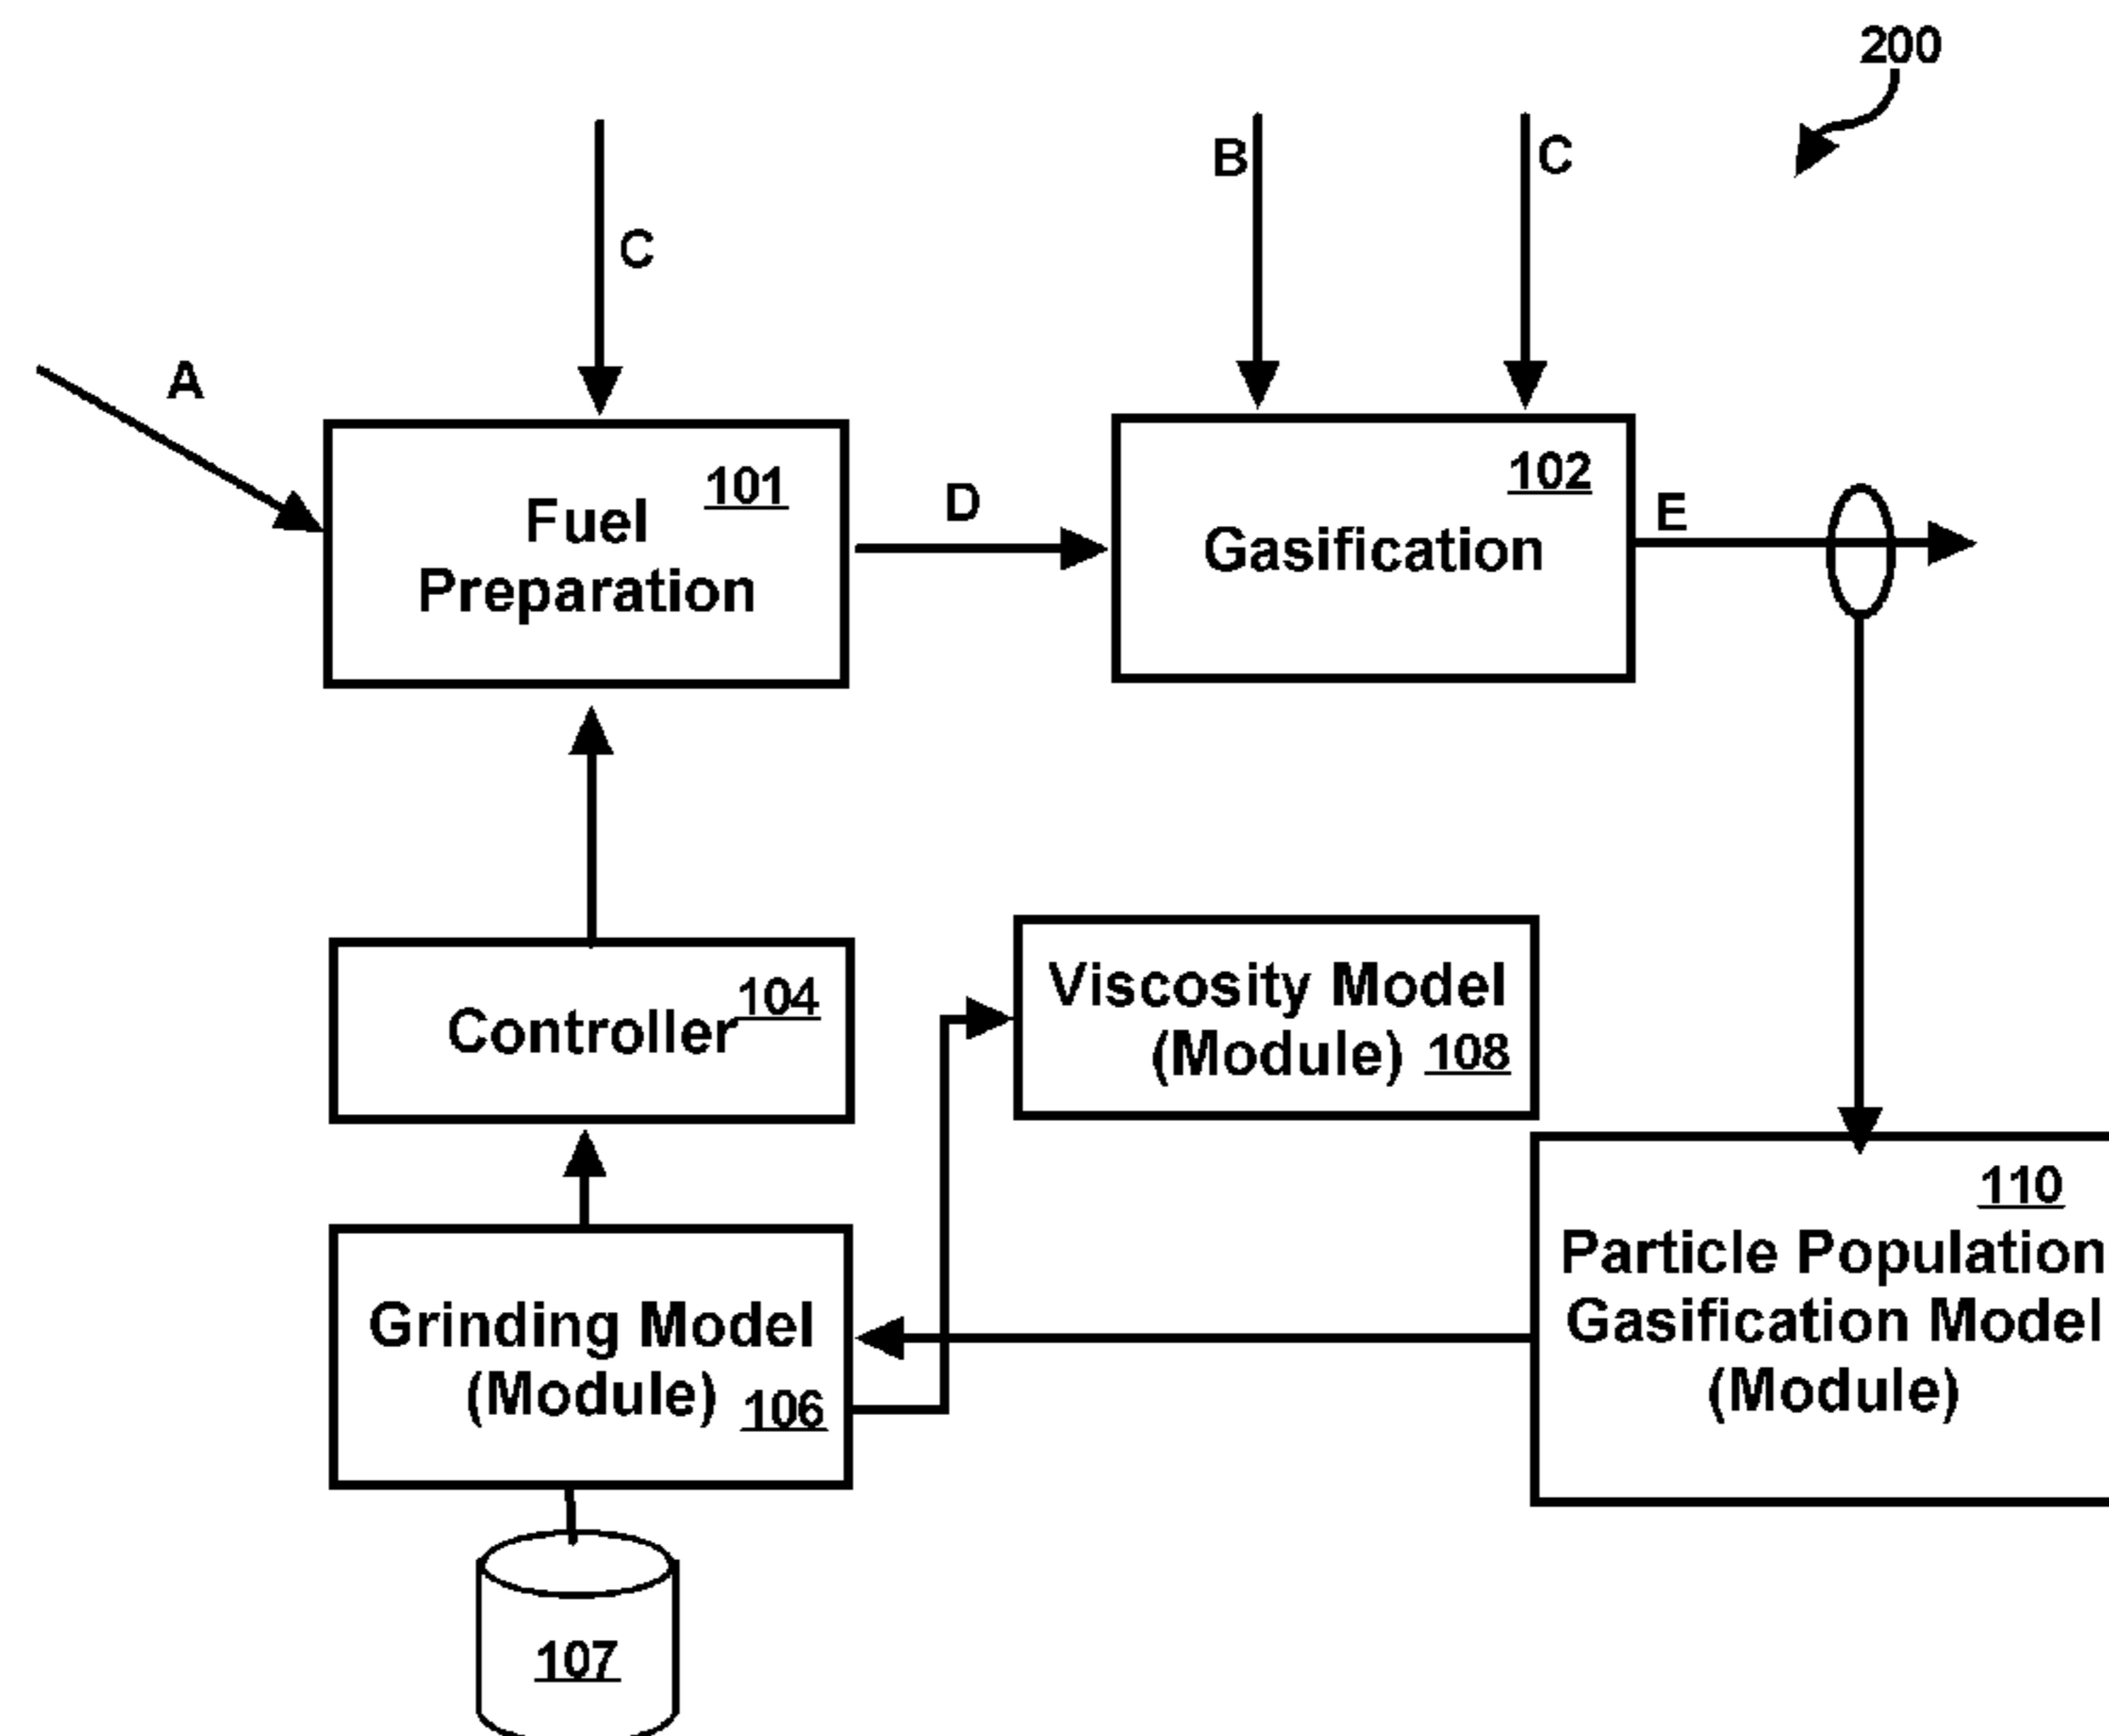 200
B
C
C
A
101
Fuel
Preparation
D
102
Gasification
E
104
Controller
Viscosity Model
(Module) 108
110
Particle Population
Gasification Model
(Module)
Grinding Model
(Module) 106
107